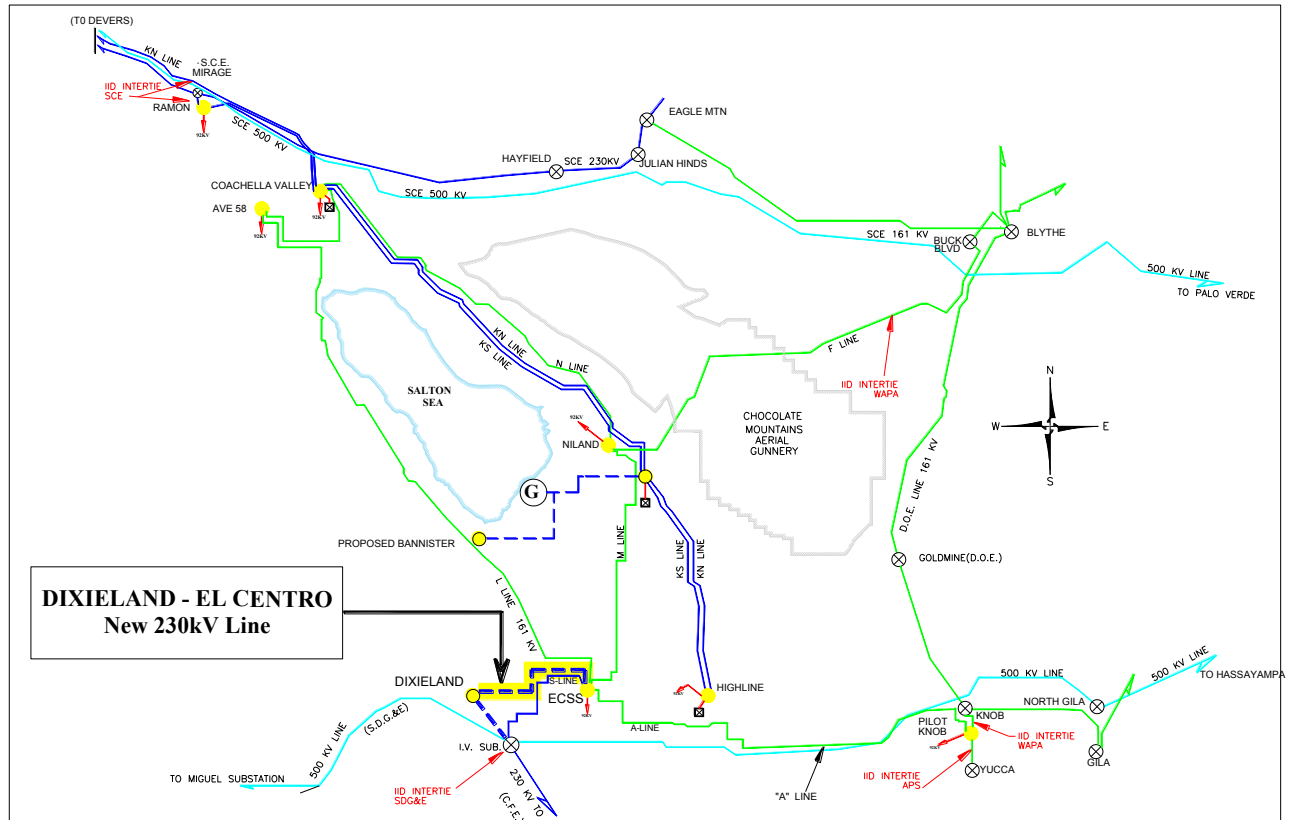 (T0 DEVERS)
KN LINE
S.C.E.
MIRAGE
IID INTERTIE
SCE
RAMON
92KV
SCE 500 KV
EAGLE MTN
HAYFIELD
SCE 230KV
JULIAN HINDS
COACHELLA VALLEY
92KV
AVE 58
92KV
SCE 500 KV
SCE 161 KV
BUCK
BLVD
BLYTHE
500 KV LINE
TO PALO VERDE
KN LINE
KS LINE
N LINE
F LINE
IID INTERTIE
WAPA
SALTON
SEA
CHOCOLATE
MOUNTAINS
AERIAL
GUNNERY
N
W
E
S
92KV
NILAND
G
D.O.E. LINE 161 KV
PROPOSED BANNISTER
M LINE
KS LINE
KN LINE
GOLDMINE(D.O.E.)
L LINE 161 KV
DIXIELAND - EL CENTRO
New 230kV Line
DIXIELAND
S-LINE
ECSS
92KV
92KV
HIGHLINE
500 KV LINE
500 KV LINE
TO HASSAYAMPA
NORTH GILA
KNOB
PILOT
KNOB
92KV
IID INTERTIE
WAPA
A-LINE
(S.D.G&E)
500 KV LINE
I.V. SUB.
TO MIGUEL SUBSTATION
IID INTERTIE
SDG&E
230 KV TO
(C.F.E.
"A" LINE
IID INTERTIE
APS
YUCCA
GILA